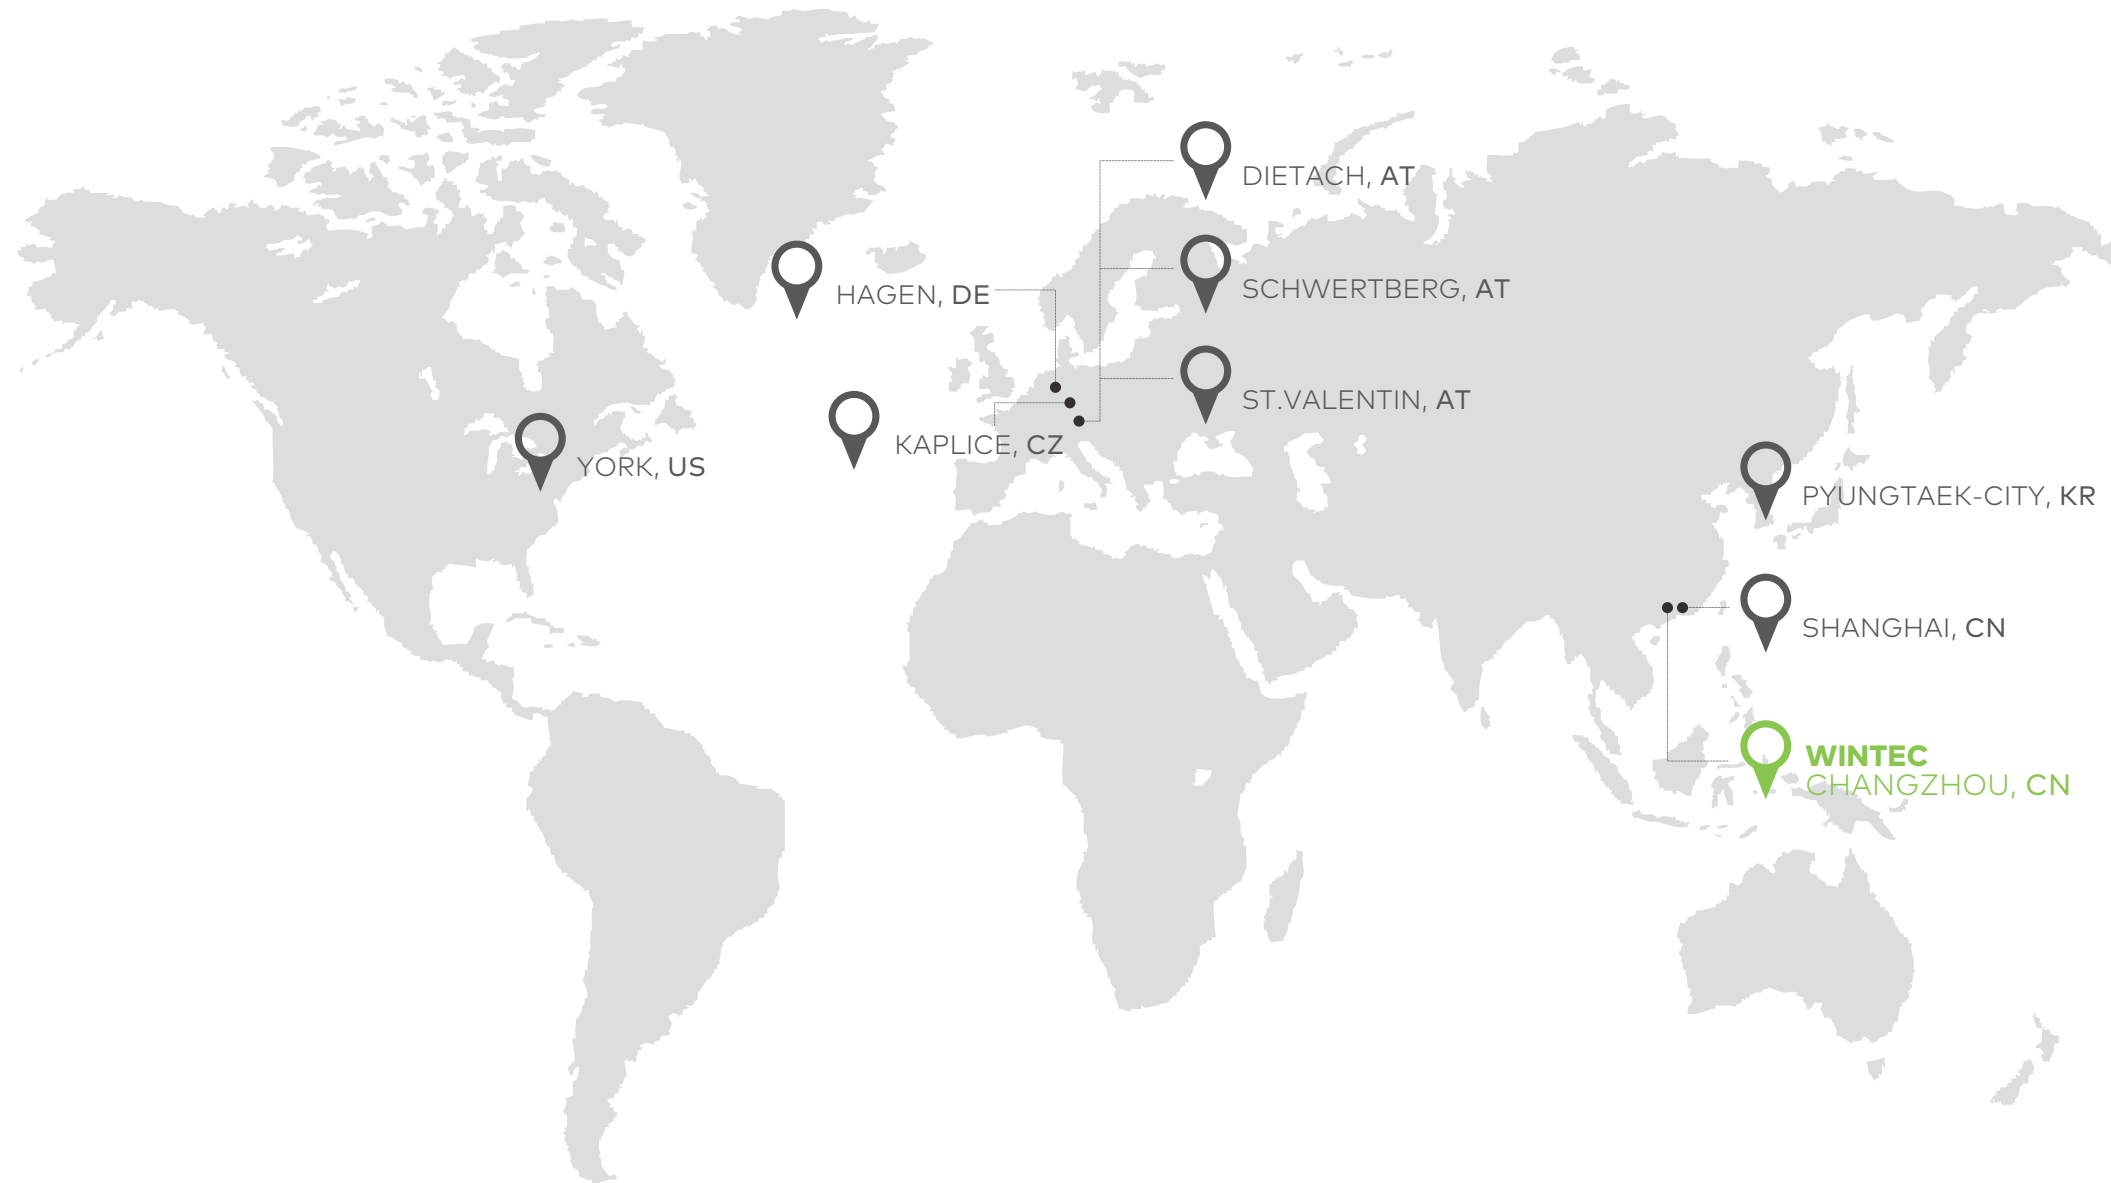 DIETACH, AT
HAGEN, DE
SCHWERTBERG, AT
ST.VALENTIN, AT
KAPLICE, CZ
YORK, US
PYUNGTAEK-CITY, KR
SHANGHAI, CN
WINTEC
CHANGZHOU, CN